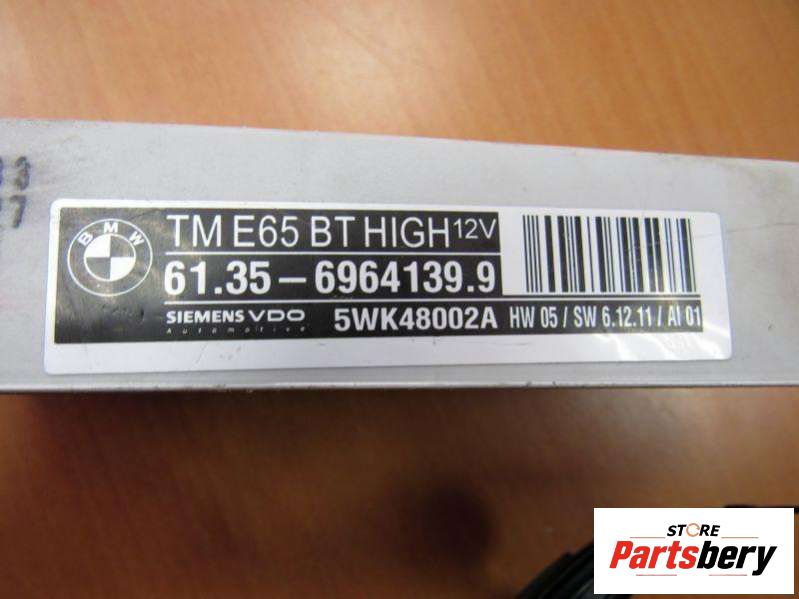 BMW
TM E65 BT HIGH 12V
61.35 – 6964139.9
SIEMENS VDO
Automotive
5WK48002A HW 05 / SW 6.12.11 / AI 01
STORE
Partsbery